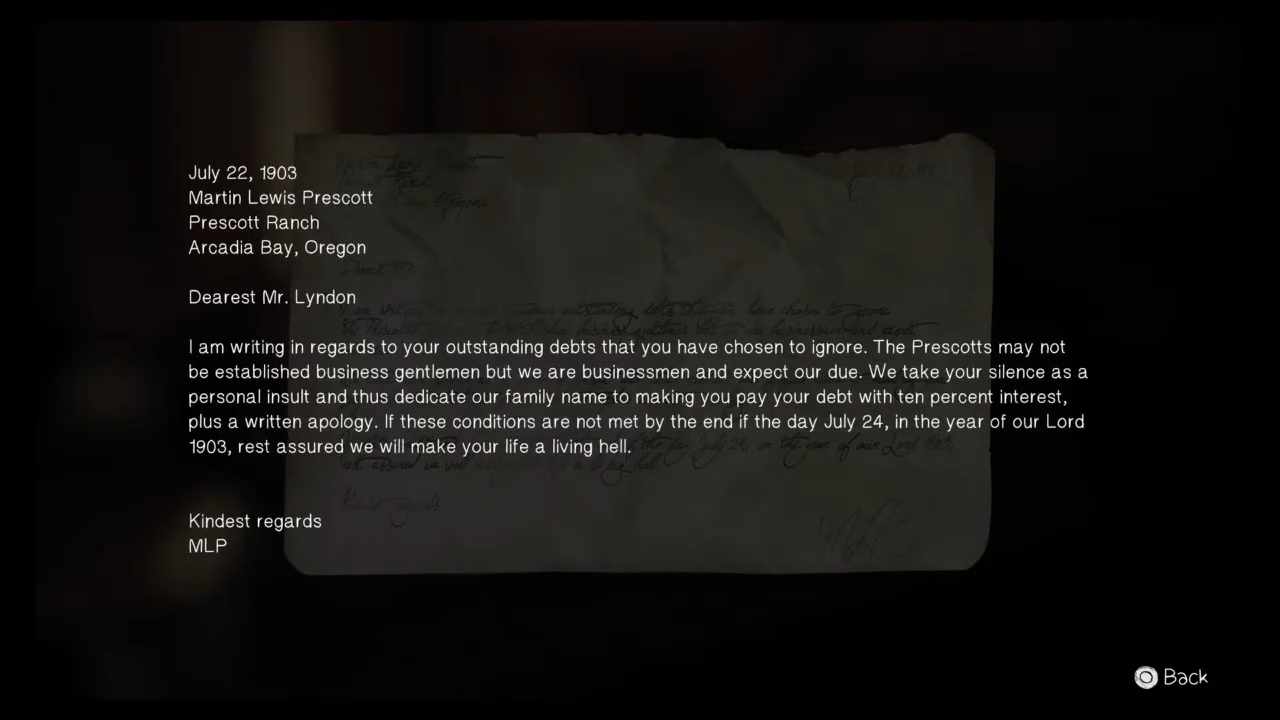 July 22, 1903
Martin Lewis Prescott
Prescott Ranch
Arcadia Bay, Oregon
Dearest Mr. Lyndon
I am writing in regards to your outstanding debts that you have chosen to ignore. The Prescotts may not
be established business gentlemen but we are businessmen and expect our due. We take your silence as a
personal insult and thus dedicate our family name to making you pay your debt with ten percent interest,
plus a written apology. If these conditions are not met by the end if the day July 24, in the year of our Lord
1903, rest assured we will make your life a living hell.
Kindest regards
MLP
Back